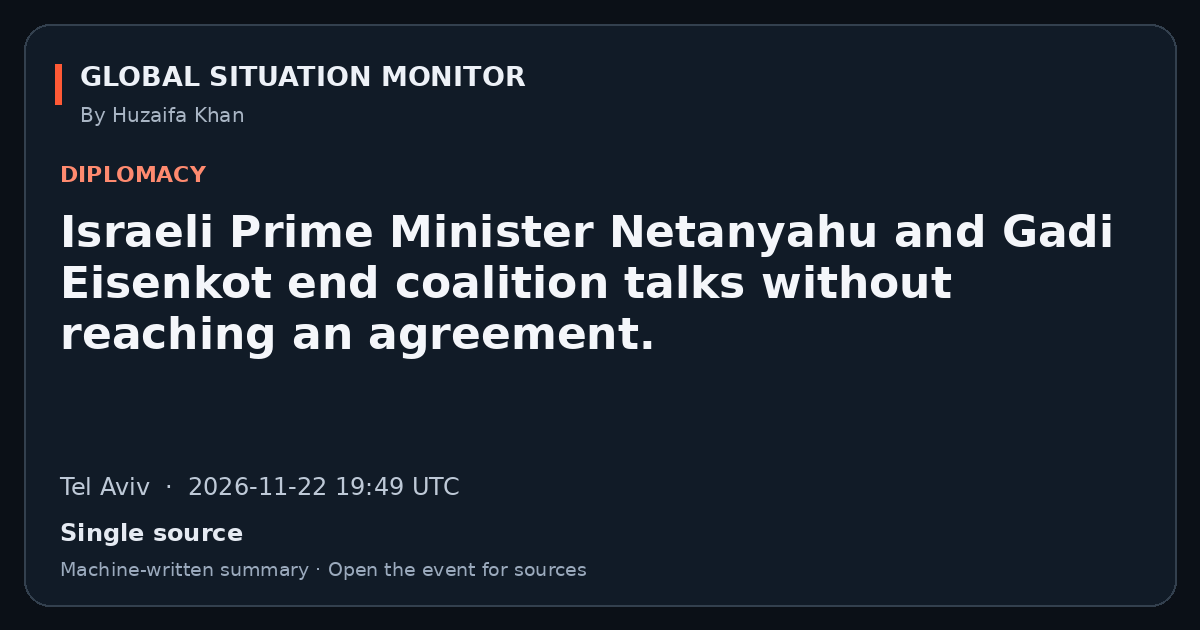 GLOBAL SITUATION MONITOR
By Huzaifa Khan
DIPLOMACY
Israeli Prime Minister Netanyahu and Gadi
Eisenkot end coalition talks without
reaching an agreement.
Tel Aviv · 2026-11-22 19:49 UTC
Single source
Machine-written summary · Open the event for sources